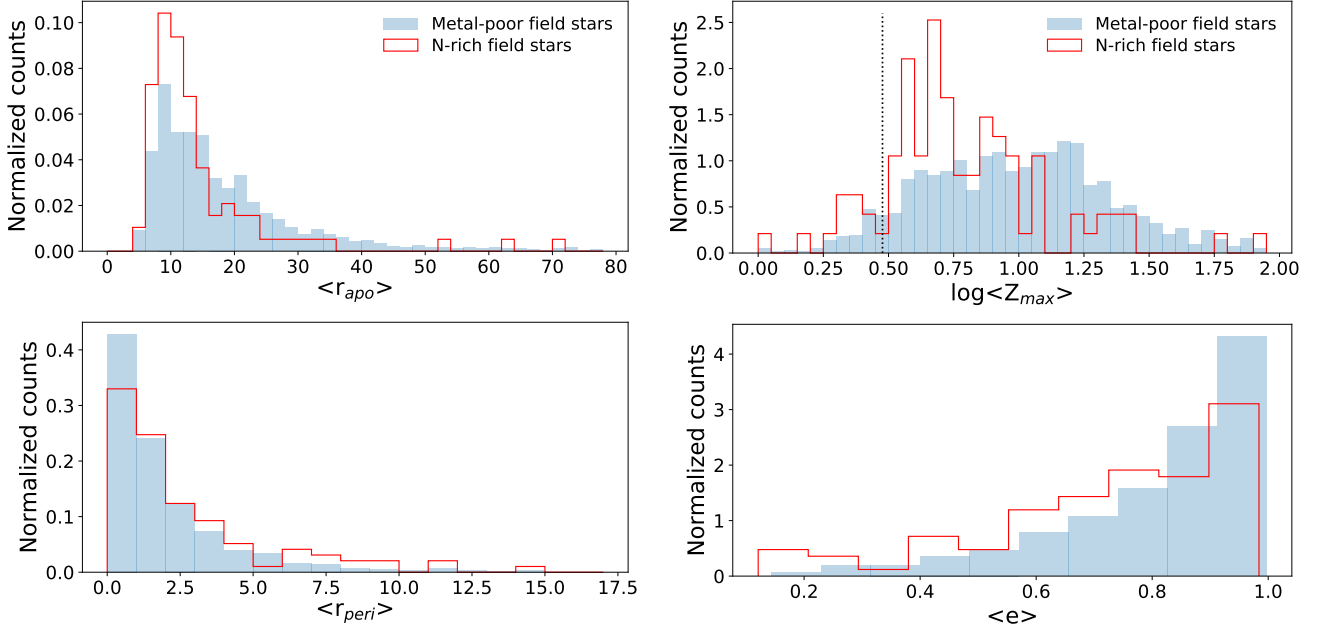 Normalized counts
0.10
0.08
0.06
0.04
0.02
0.00
Metal-poor field stars
N-rich field stars
0 10 20 30 40 50 60 70 80
<r_apo>
Normalized counts
2.5
2.0
1.5
1.0
0.5
0.0
Metal-poor field stars
N-rich field stars
0.00 0.25 0.50 0.75 1.00 1.25 1.50 1.75 2.00
log<Z_max>
Normalized counts
0.4
0.3
0.2
0.1
0.0
0.0 2.5 5.0 7.5 10.0 12.5 15.0 17.5
<r_peri>
Normalized counts
4
3
2
1
0
0.2 0.4 0.6 0.8 1.0
<e>